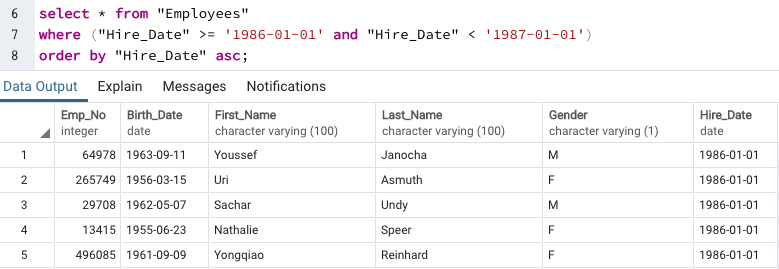 6 select * from "Employees"
7 where ("Hire_Date" >= '1986-01-01' and "Hire_Date" < '1987-01-01')
8 order by "Hire_Date" asc;
Data Output Explain Messages Notifications
Emp_No Birth_Date First_Name Last_Name Gender Hire_Date
integer date character varying (100) character varying (100) character varying (1) date
1 64978 1963-09-11 Youssef Janocha M 1986-01-01
2 265749 1956-03-15 Uri Asmuth F 1986-01-01
3 29708 1962-05-07 Sachar Undy M 1986-01-01
4 13415 1955-06-23 Nathalie Speer F 1986-01-01
5 496085 1961-09-09 Yongqiao Reinhard F 1986-01-01